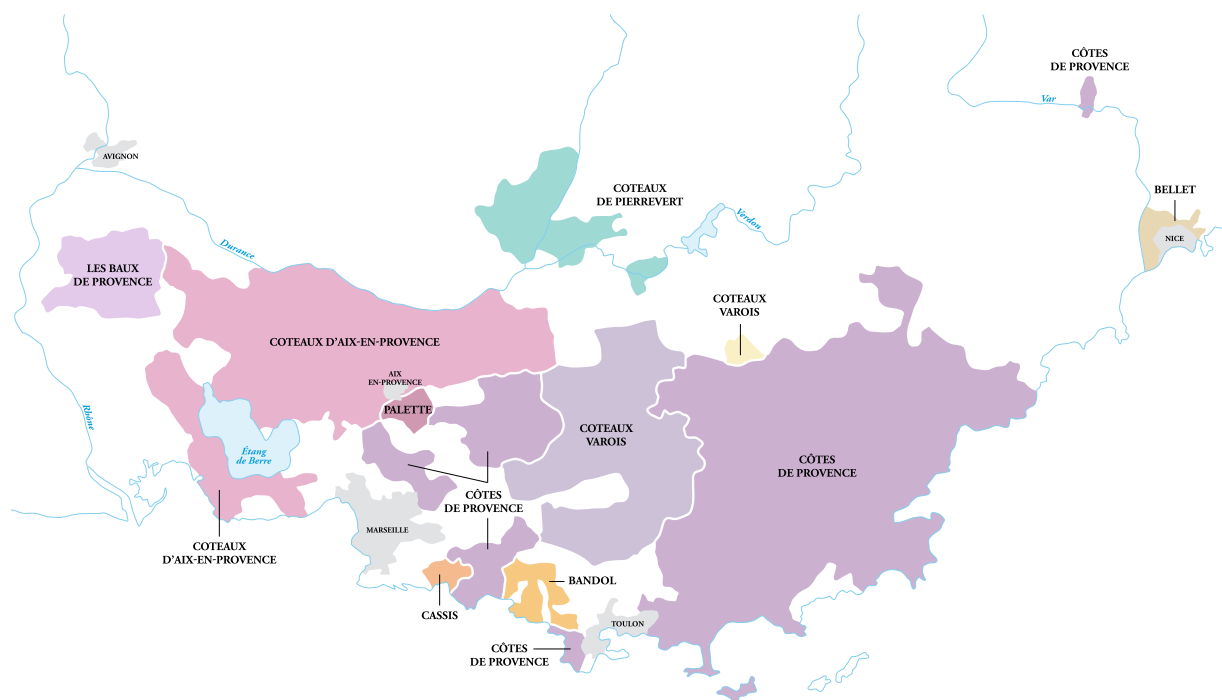 CÔTES
DE PROVENCE
Var
AVIGNON
BELLET
COTEAUX
DE PIERREVERT
Verdon
NICE
Durance
LES BAUX
DE PROVENCE
COTEAUX
VAROIS
COTEAUX D'AIX-EN-PROVENCE
AIX
EN-PROVENCE
PALETTE
Rhône
COTEAUX
VAROIS
Étang
de Berre
CÔTES
DE PROVENCE
CÔTES
DE PROVENCE
MARSEILLE
COTEAUX
D'AIX-EN-PROVENCE
BANDOL
CASSIS
TOULON
CÔTES
DE PROVENCE